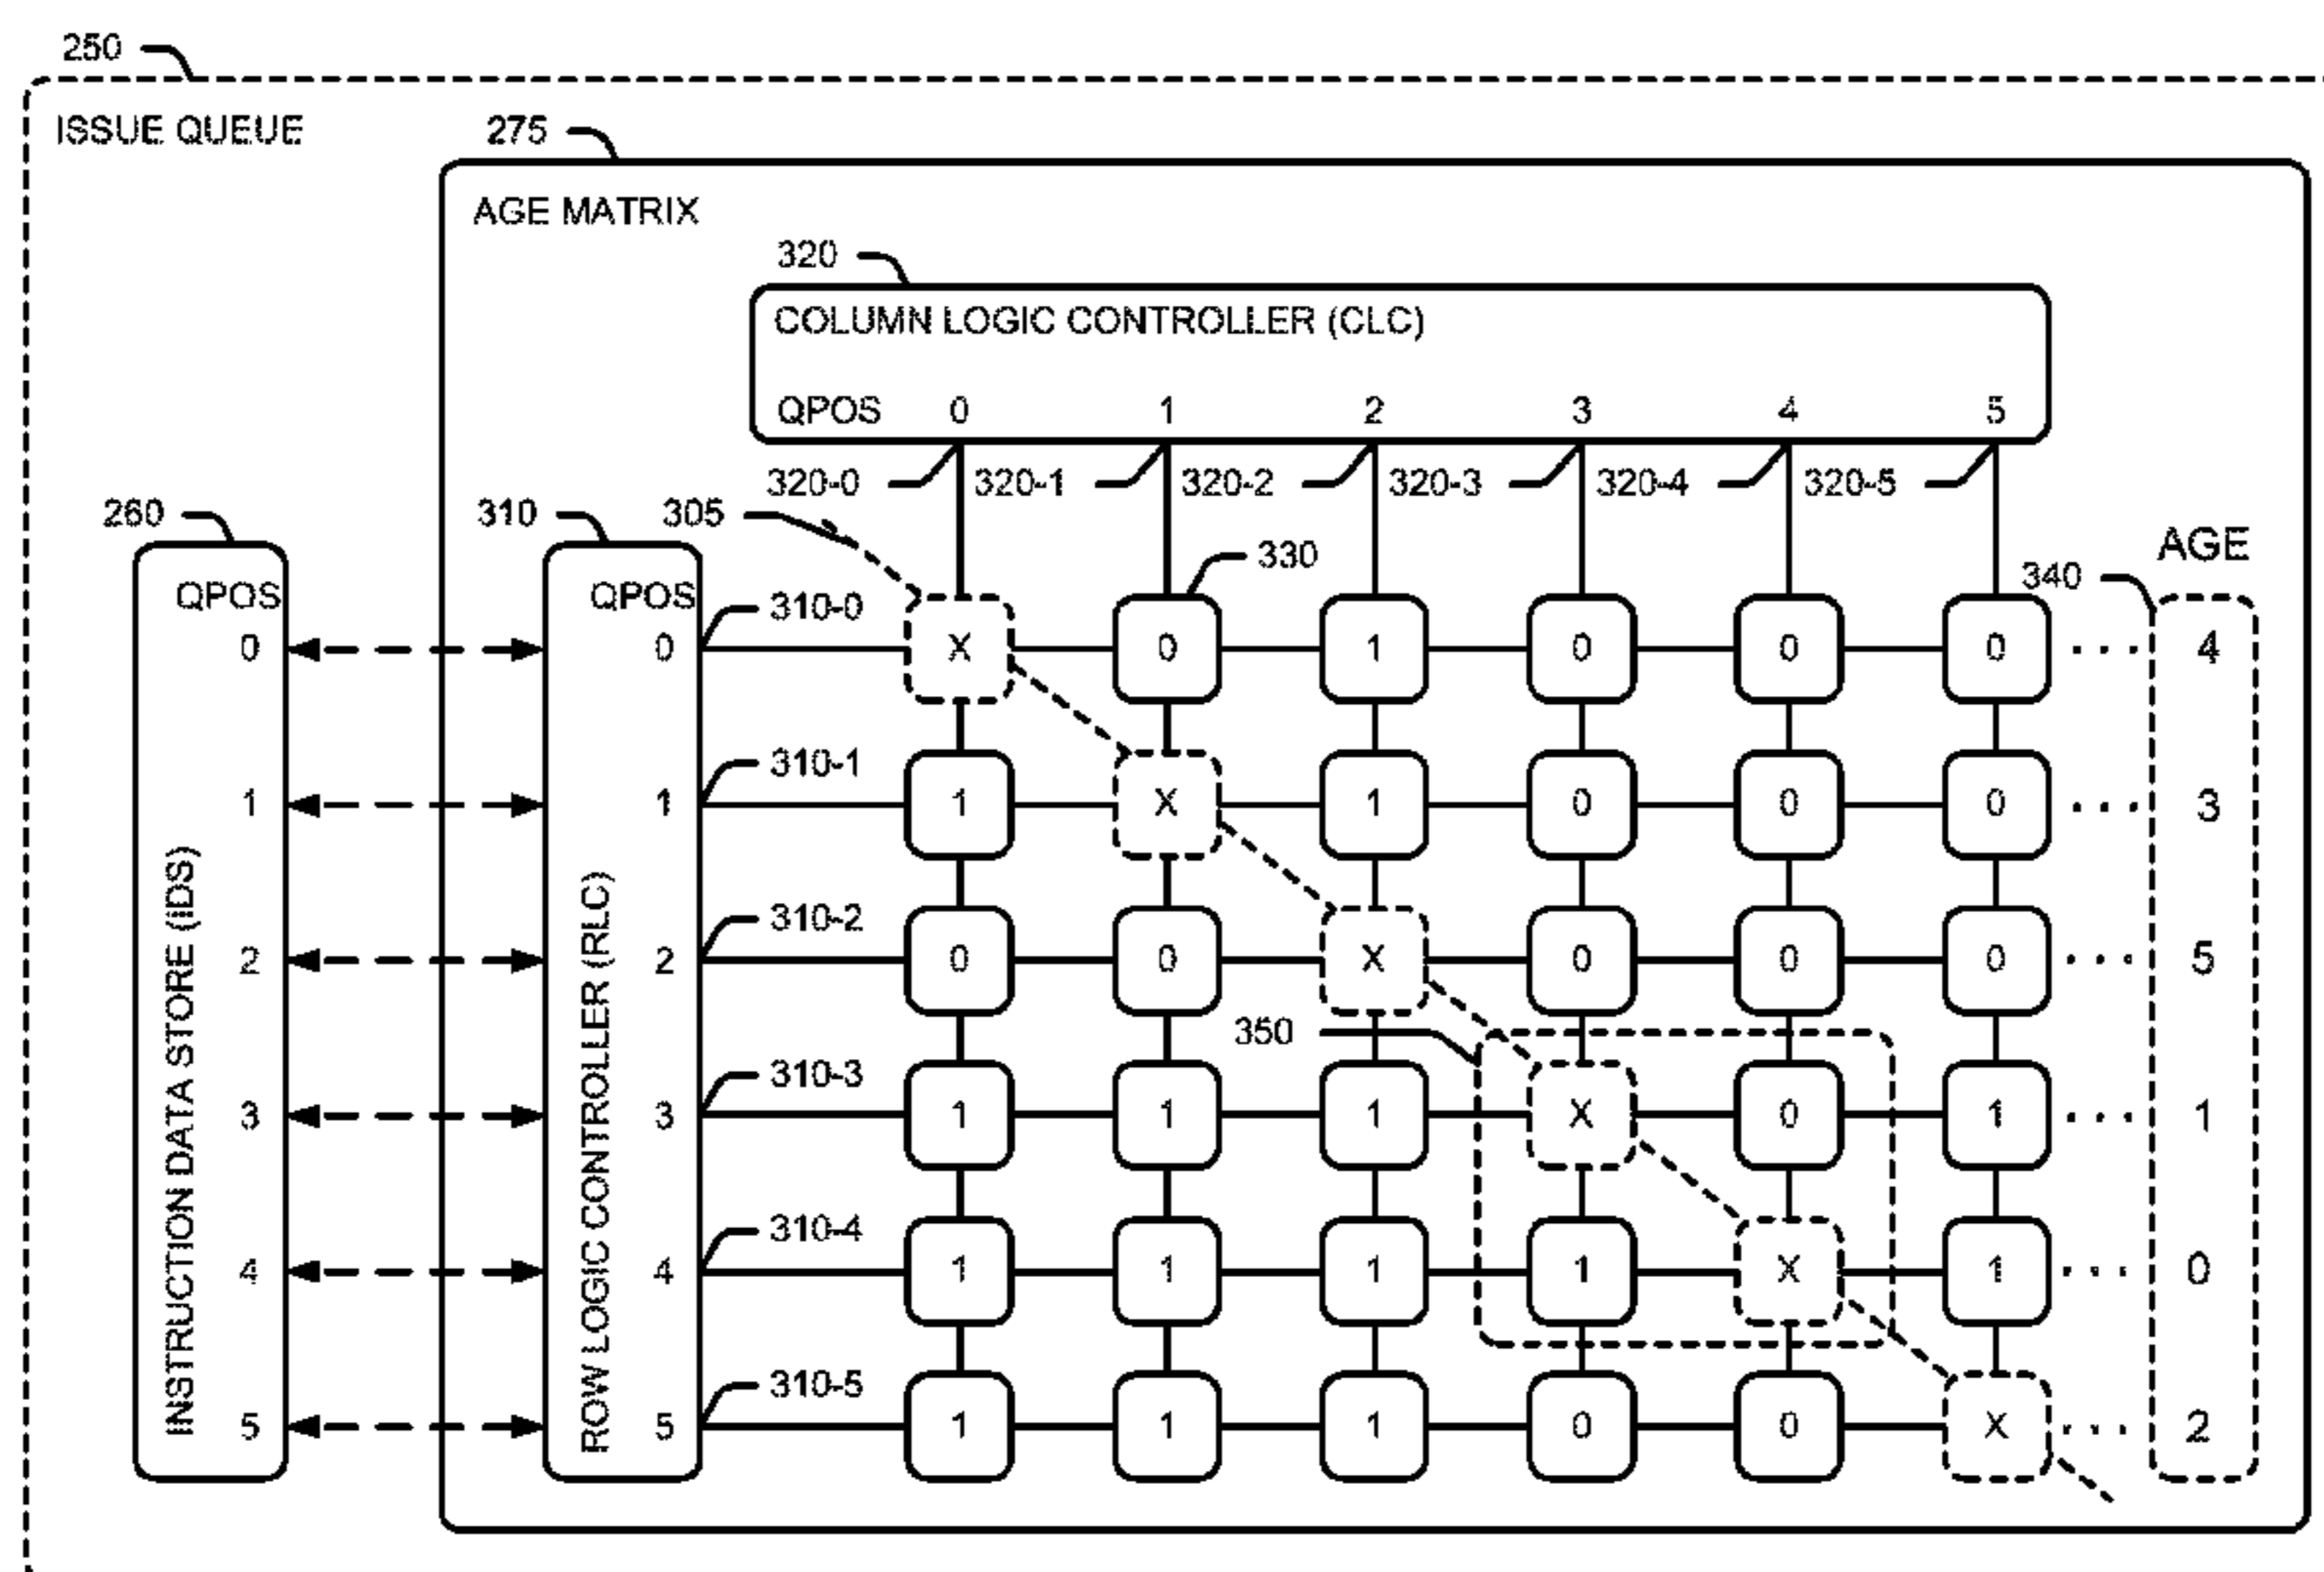 250
ISSUE QUEUE
275
AGE MATRIX
320
COLUMN LOGIC CONTROLLER (CLC)
QPOS 0 1 2 3 4 5
320-0 320-1 320-2 320-3 320-4 320-5
260 310 305
330 AGE
340
QPOS QPOS 310-0
0 0 X 0 1 0 0 0 ... 4
310-1
1 1 1 X 1 0 0 0 ... 3
310-2
2 2 0 0 X 0 0 0 ... 5
350
310-3
3 3 1 1 1 X 0 1 ... 1
310-4
4 4 1 1 1 1 X 1 ... 0
310-5
5 5 1 1 1 0 0 X ... 2
INSTRUCTION DATA STORE (IDS)
ROW LOGIC CONTROLLER (RLC)